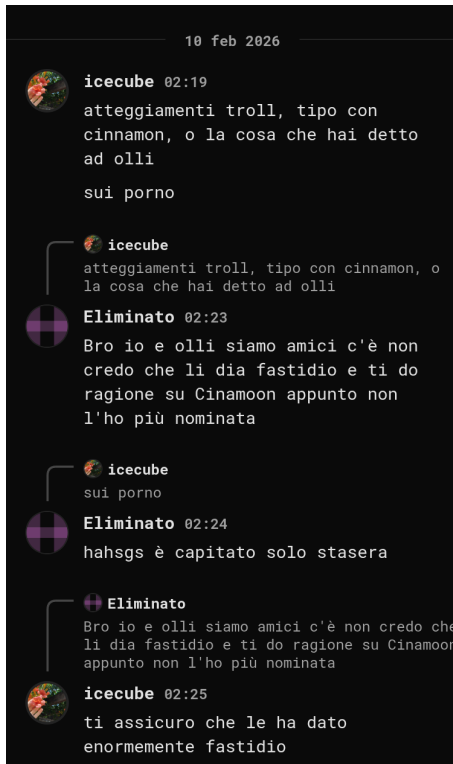 10 feb 2026
icecube 02:19
atteggiamenti troll, tipo con
cinnamon, o la cosa che hai detto
ad olli
sui porno
icecube
atteggiamenti troll, tipo con cinnamon, o
la cosa che hai detto ad olli
Eliminato 02:23
Bro io e olli siamo amici c'è non
credo che li dia fastidio e ti do
ragione su Cinamoon appunto non
l'ho più nominata
icecube
sui porno
Eliminato 02:24
hahsgs è capitato solo stasera
Eliminato
Bro io e olli siamo amici c'è non credo che
li dia fastidio e ti do ragione su Cinamoon
appunto non l'ho più nominata
icecube 02:25
ti assicuro che le ha dato
enormemente fastidio